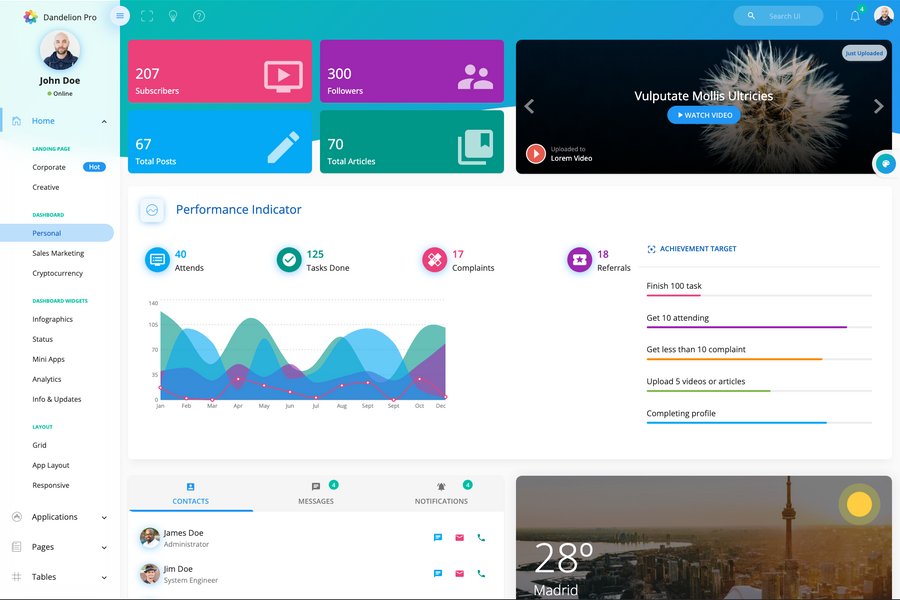 Dandelion Pro
John Doe
Online
Home
LANDING PAGE
Corporate
Hot
Creative
DASHBOARD
Personal
Sales Marketing
Cryptocurrency
DASHBOARD WIDGETS
Infographics
Status
Mini Apps
Analytics
Info & Updates
LAYOUT
Grid
App Layout
Responsive
Applications
Pages
Tables
Search UI
4
207
Subscribers
300
Followers
67
Total Posts
70
Total Articles
Just Uploaded
Vulputate Mollis Ultricies
WATCH VIDEO
Uploaded to
Lorem Video
Performance Indicator
40
Attends
125
Tasks Done
17
Complaints
18
Referrals
140
105
70
35
0
Jan Feb Mar Apr May Jun Jul Aug Sept Sept Oct Dec
ACHIEVEMENT TARGET
Finish 100 task
Get 10 attending
Get less than 10 complaint
Upload 5 videos or articles
Completing profile
CONTACTS
4
MESSAGES
4
NOTIFICATIONS
James Doe
Administrator
Jim Doe
System Engineer
28º
Madrid